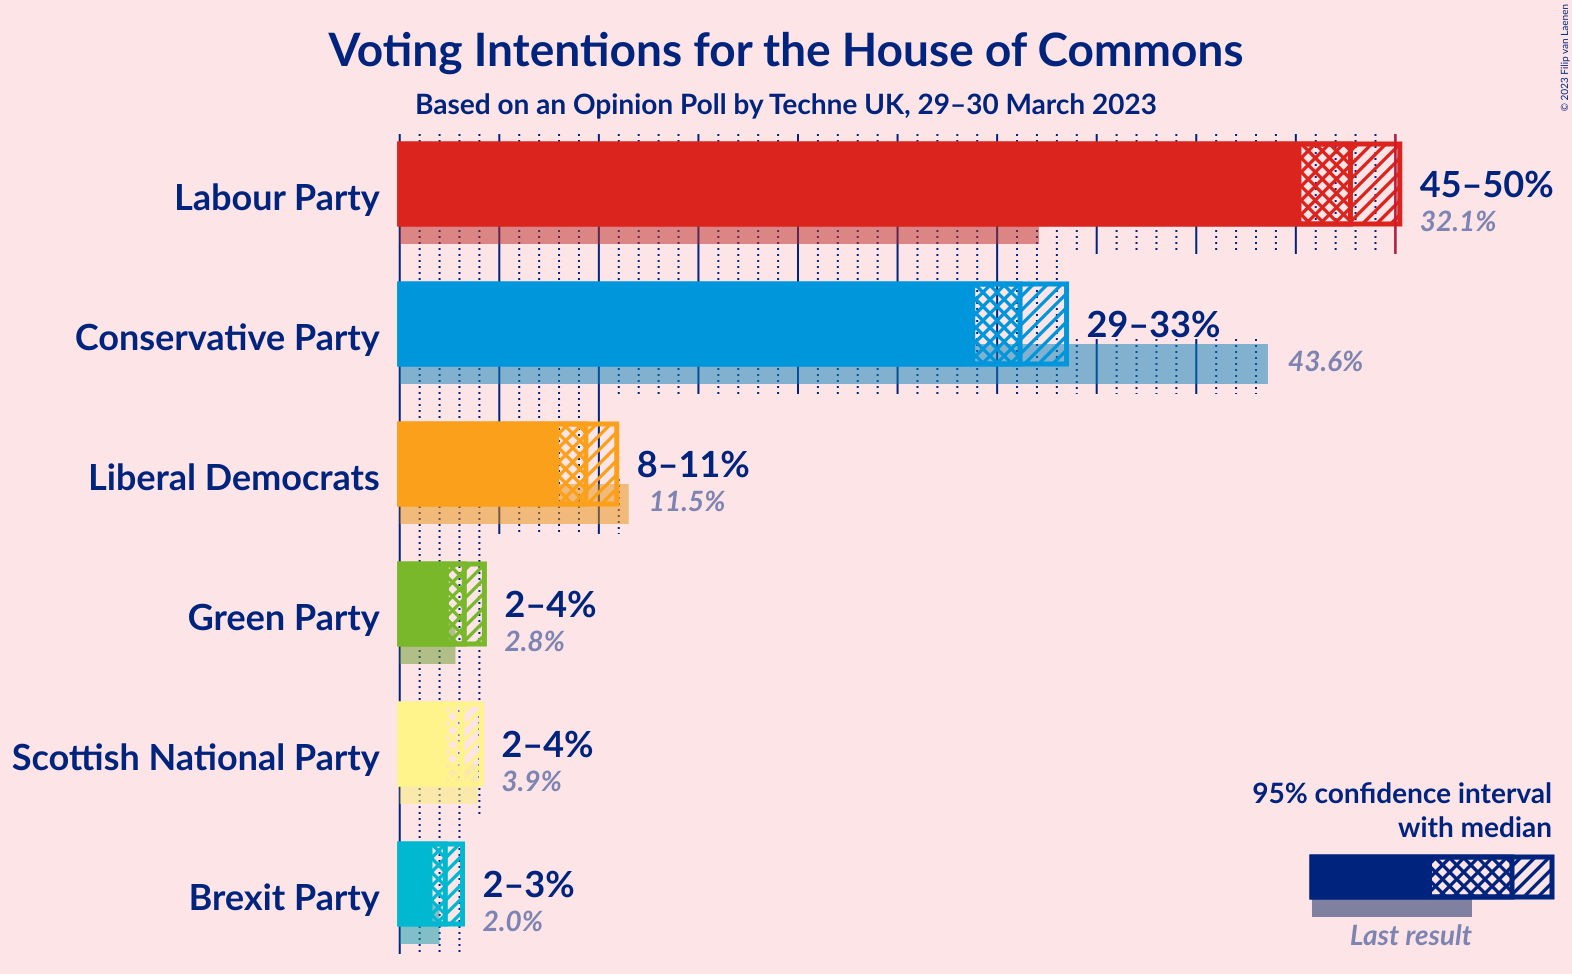 Voting Intentions for the House of Commons
Based on an Opinion Poll by Techne UK, 29–30 March 2023
© 2023 Filip van Laenen
Labour Party
45–50%
32.1%
Conservative Party
29–33%
43.6%
Liberal Democrats
8–11%
11.5%
Green Party
2–4%
2.8%
Scottish National Party
2–4%
3.9%
Brexit Party
2–3%
2.0%
95% confidence interval
with median
Last result